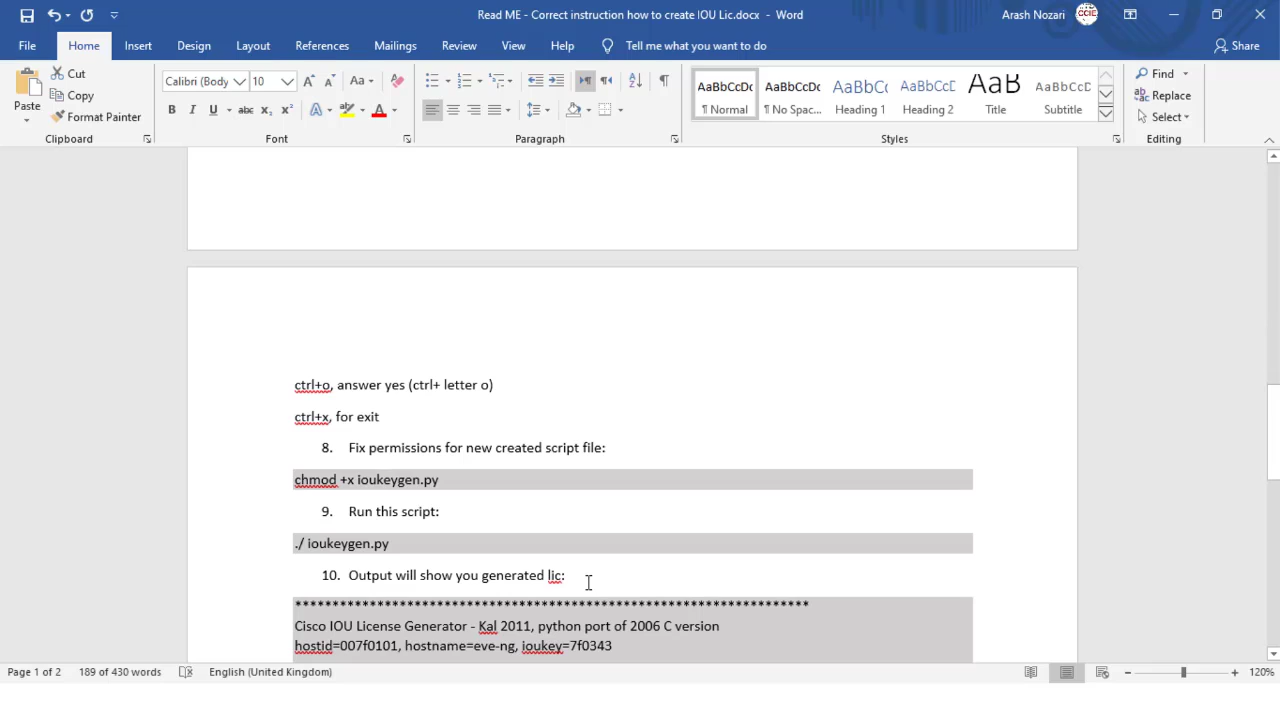 Read ME - Correct instruction how to create IOU Lic.docx - Word
Arash Nozari
File Home Insert Design Layout References Mailings Review View Help Tell me what you want to do Share
Paste
Cut
Copy
Format Painter
Clipboard
Calibri (Body 10
Aa
B I U abc x₂ x²
Font
Paragraph
AaBbCcDc AaBbCcDc AaBbCc AaBbCcC AaB AaBbCcD
¶ Normal ¶ No Spac... Heading 1 Heading 2 Title Subtitle
Styles
Find
Replace
Select
Editing
ctrl+o, answer yes (ctrl+ letter o)
ctrl+x, for exit
8. Fix permissions for new created script file:
chmod +x ioukeygen.py
9. Run this script:
./ ioukeygen.py
10. Output will show you generated lic:
*********************************************************************
Cisco IOU License Generator - Kal 2011, python port of 2006 C version
hostid=007f0101, hostname=eve-ng, ioukey=7f0343
Page 1 of 2 189 of 430 words English (United Kingdom) 120%